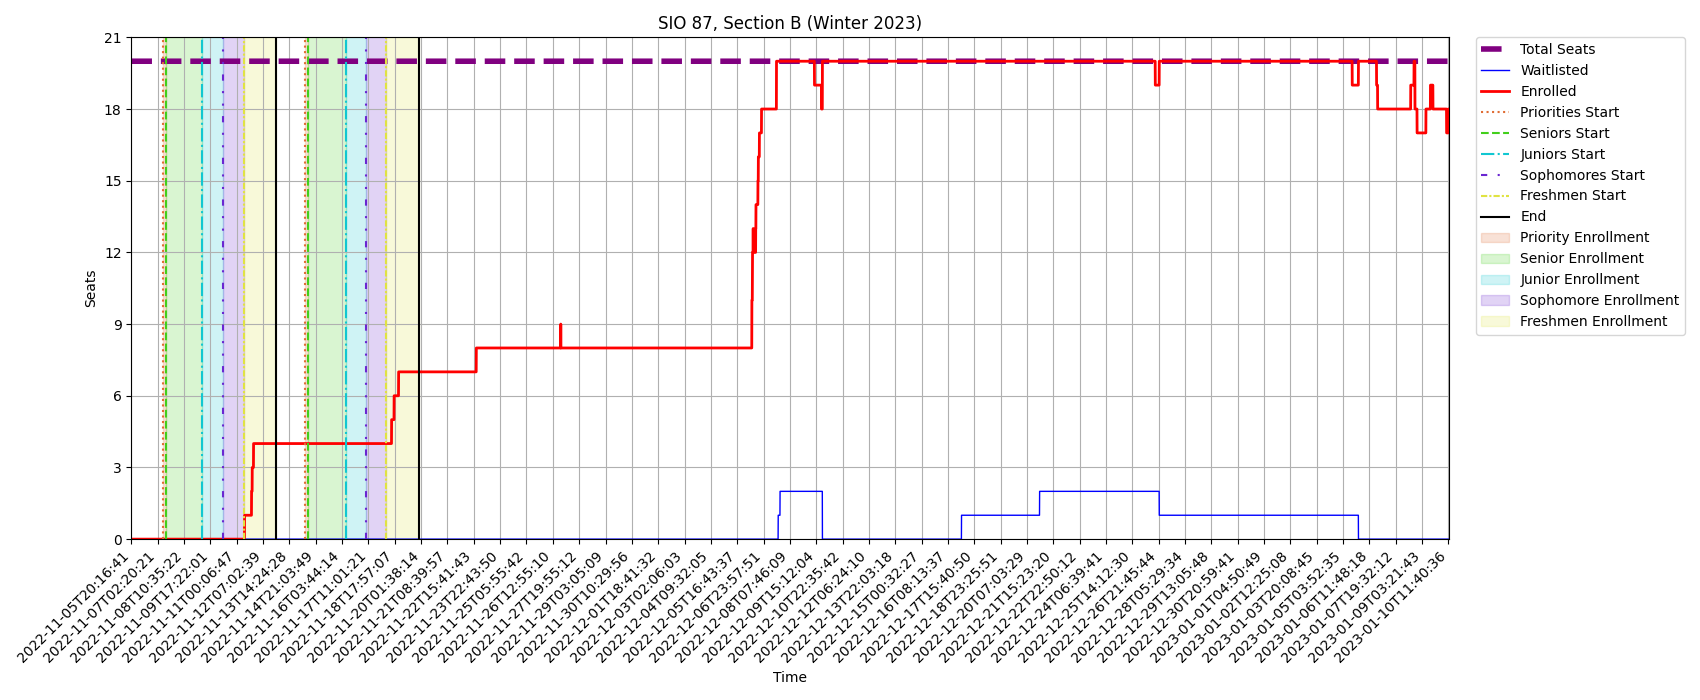 SIO 87, Section B (Winter 2023)
21
18
15
12
9
6
3
0
Seats
2022-11-05T20:16:41
2022-11-07T02:20:21
2022-11-08T10:35:22
2022-11-09T17:22:01
2022-11-11T00:06:47
2022-11-12T07:02:39
2022-11-13T14:24:28
2022-11-14T21:03:49
2022-11-16T03:44:14
2022-11-17T11:01:21
2022-11-18T17:57:07
2022-11-20T01:38:14
2022-11-21T08:39:57
2022-11-22T15:41:43
2022-11-23T22:43:50
2022-11-25T05:55:42
2022-11-26T12:55:10
2022-11-27T19:55:12
2022-11-29T03:05:09
2022-11-30T10:29:56
2022-12-01T18:41:32
2022-12-03T02:06:03
2022-12-04T09:32:05
2022-12-05T16:43:37
2022-12-06T23:57:51
2022-12-08T07:46:09
2022-12-09T15:12:04
2022-12-10T22:35:42
2022-12-12T06:24:10
2022-12-13T22:03:18
2022-12-15T00:32:27
2022-12-16T08:13:37
2022-12-17T15:40:50
2022-12-18T23:25:51
2022-12-20T07:03:29
2022-12-21T15:23:20
2022-12-22T22:50:12
2022-12-24T06:39:41
2022-12-25T14:12:30
2022-12-26T21:45:44
2022-12-28T05:29:34
2022-12-29T13:05:48
2022-12-30T20:59:41
2023-01-01T04:50:49
2023-01-02T12:25:08
2023-01-03T20:08:45
2023-01-05T03:52:35
2023-01-06T11:48:18
2023-01-07T19:32:12
2023-01-09T03:21:43
2023-01-10T11:40:36
Time
Total Seats
Waitlisted
Enrolled
Priorities Start
Seniors Start
Juniors Start
Sophomores Start
Freshmen Start
End
Priority Enrollment
Senior Enrollment
Junior Enrollment
Sophomore Enrollment
Freshmen Enrollment